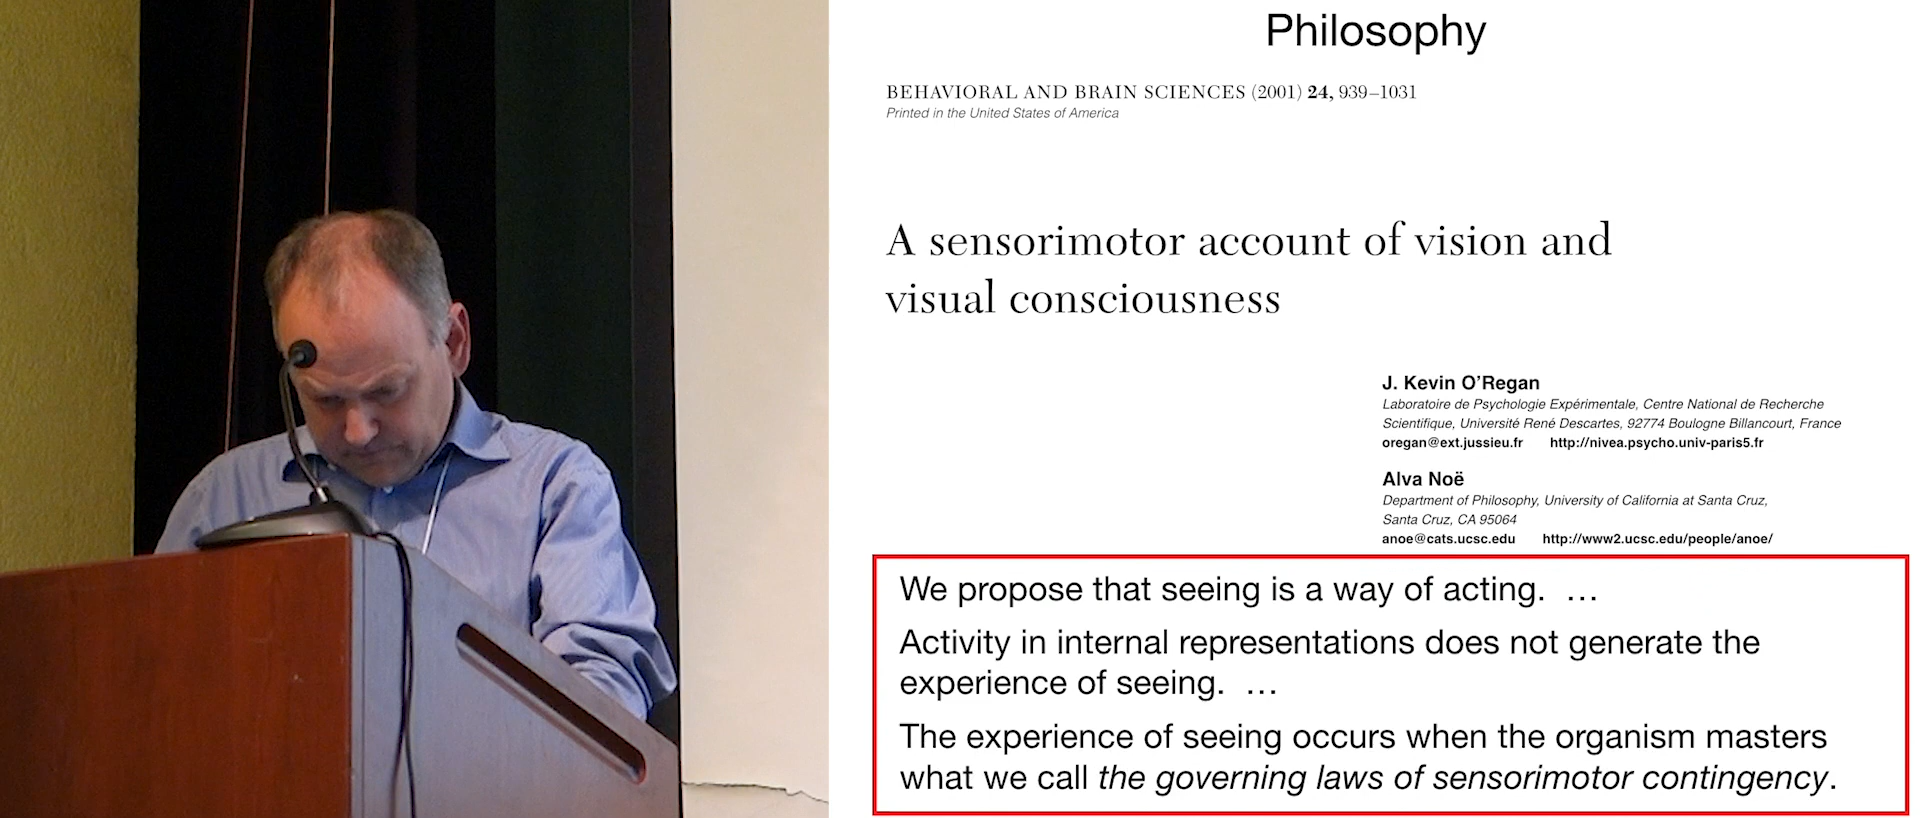 Philosophy
BEHAVIORAL AND BRAIN SCIENCES (2001) 24, 939–1031
Printed in the United States of America
A sensorimotor account of vision and
visual consciousness
J. Kevin O’Regan
Laboratoire de Psychologie Expérimentale, Centre National de Recherche
Scientifique, Université René Descartes, 92774 Boulogne Billancourt, France
oregan@ext.jussieu.fr http://nivea.psycho.univ-paris5.fr
Alva Noë
Department of Philosophy, University of California at Santa Cruz,
Santa Cruz, CA 95064
anoe@cats.ucsc.edu http://www2.ucsc.edu/people/anoe/
We propose that seeing is a way of acting. …
Activity in internal representations does not generate the
experience of seeing. …
The experience of seeing occurs when the organism masters
what we call the governing laws of sensorimotor contingency.